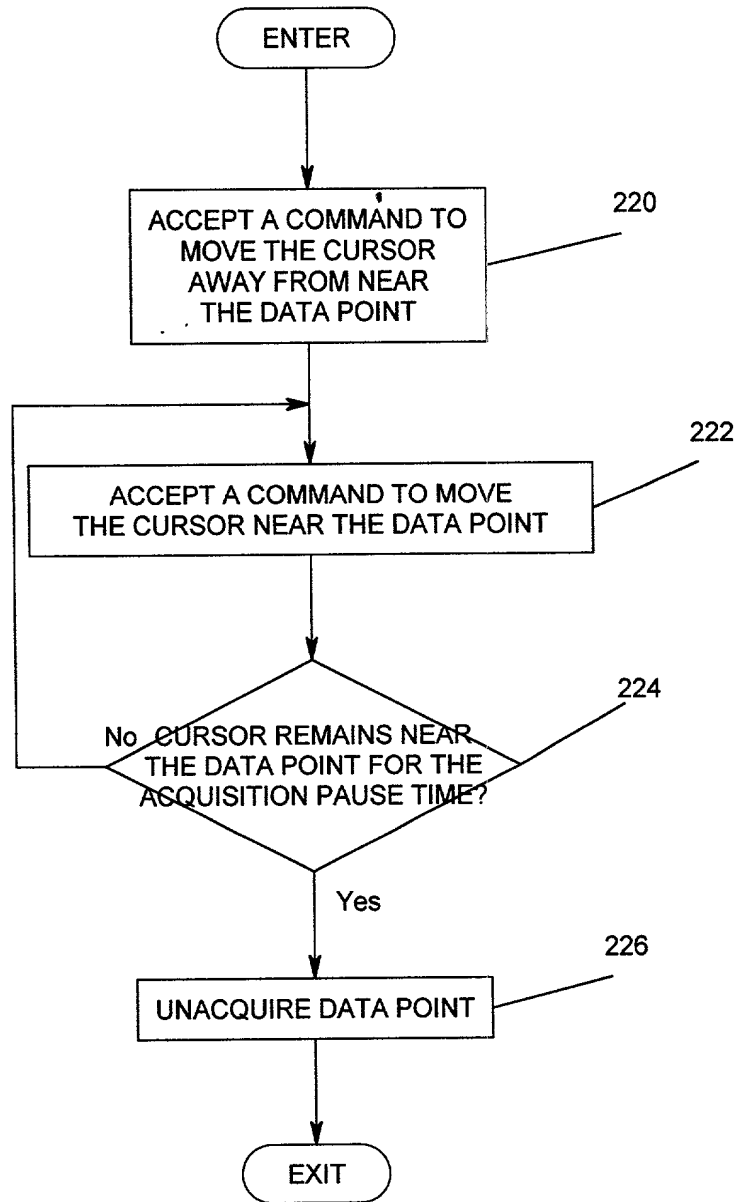 ENTER
ACCEPT A COMMAND TO
MOVE THE CURSOR
AWAY FROM NEAR
THE DATA POINT
220
222
ACCEPT A COMMAND TO MOVE
THE CURSOR NEAR THE DATA POINT
224
No CURSOR REMAINS NEAR
THE DATA POINT FOR THE
ACQUISITION PAUSE TIME?
Yes
226
UNACQUIRE DATA POINT
EXIT